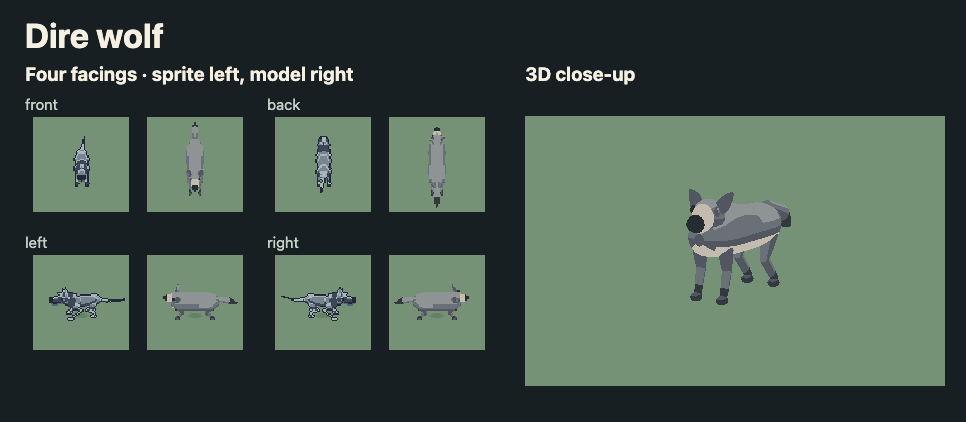 Dire wolf
Four facings · sprite left, model right
3D close-up
front
back
left
right